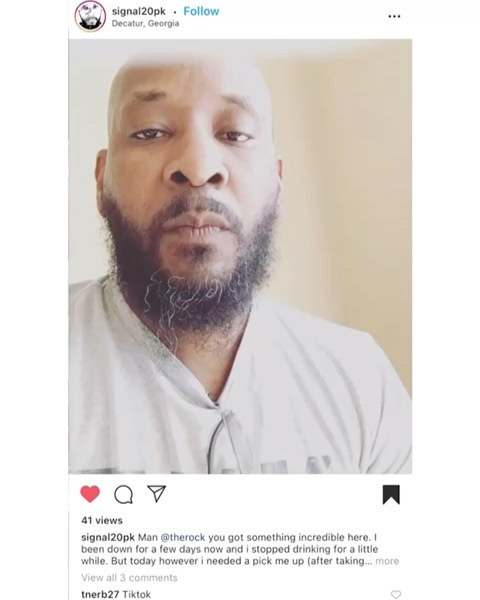 signal20pk • Follow
Decatur, Georgia
41 views
signal20pk Man @therock you got something incredible here. I
been down for a few days now and i stopped drinking for a little
while. But today however i needed a pick me up (after taking... more
View all 3 comments
tnerb27 Tiktok